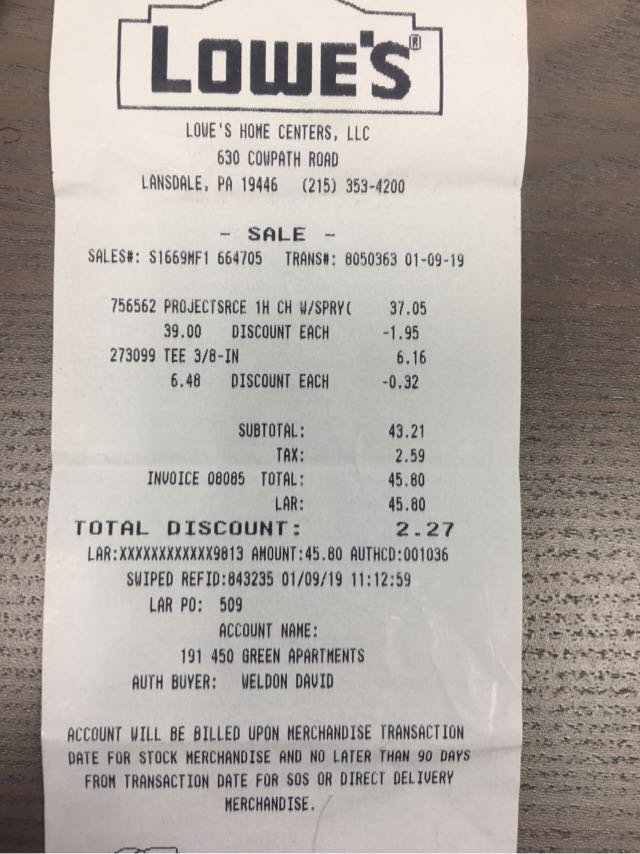 LOWE'S®
LOWE'S HOME CENTERS, LLC
630 COWPATH ROAD
LANSDALE, PA 19446 (215) 353-4200
- SALE -
SALES#: S1669MF1 664705 TRANS#: 8050363 01-09-19
756562 PROJECTSRCE 1H CH W/SPRY( 37.05
39.00 DISCOUNT EACH -1.95
273099 TEE 3/8-IN 6.16
6.48 DISCOUNT EACH -0.32
SUBTOTAL: 43.21
TAX: 2.59
INVOICE 08085 TOTAL: 45.80
LAR: 45.80
TOTAL DISCOUNT: 2.27
LAR:XXXXXXXXXXXX9813 AMOUNT:45.80 AUTHCD:001036
SWIPED REFID:843235 01/09/19 11:12:59
LAR PO: 509
ACCOUNT NAME:
191 450 GREEN APARTMENTS
AUTH BUYER: WELDON DAVID
ACCOUNT WILL BE BILLED UPON MERCHANDISE TRANSACTION
DATE FOR STOCK MERCHANDISE AND NO LATER THAN 90 DAYS
FROM TRANSACTION DATE FOR SOS OR DIRECT DELIVERY
MERCHANDISE.